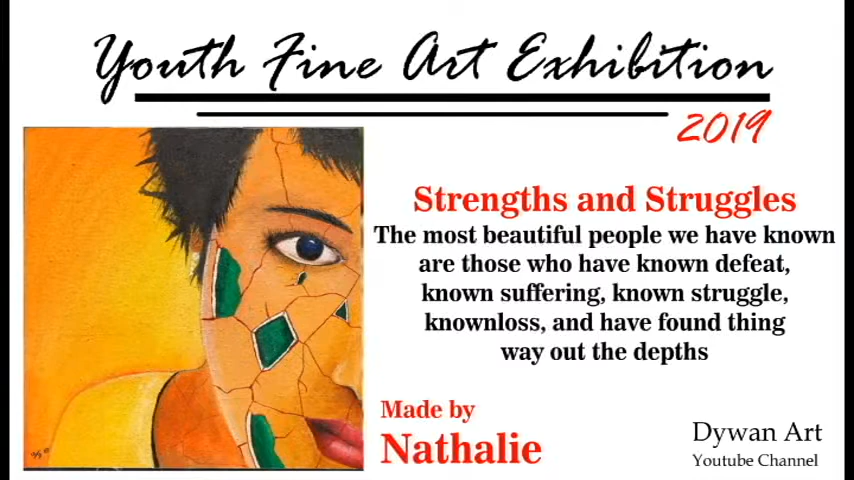 Youth Fine Art Exhibition
2019
Strengths and Struggles
The most beautiful people we have known
are those who have known defeat,
known suffering, known struggle,
knownloss, and have found thing
way out the depths
Made by
Nathalie
Dywan Art
Youtube Channel